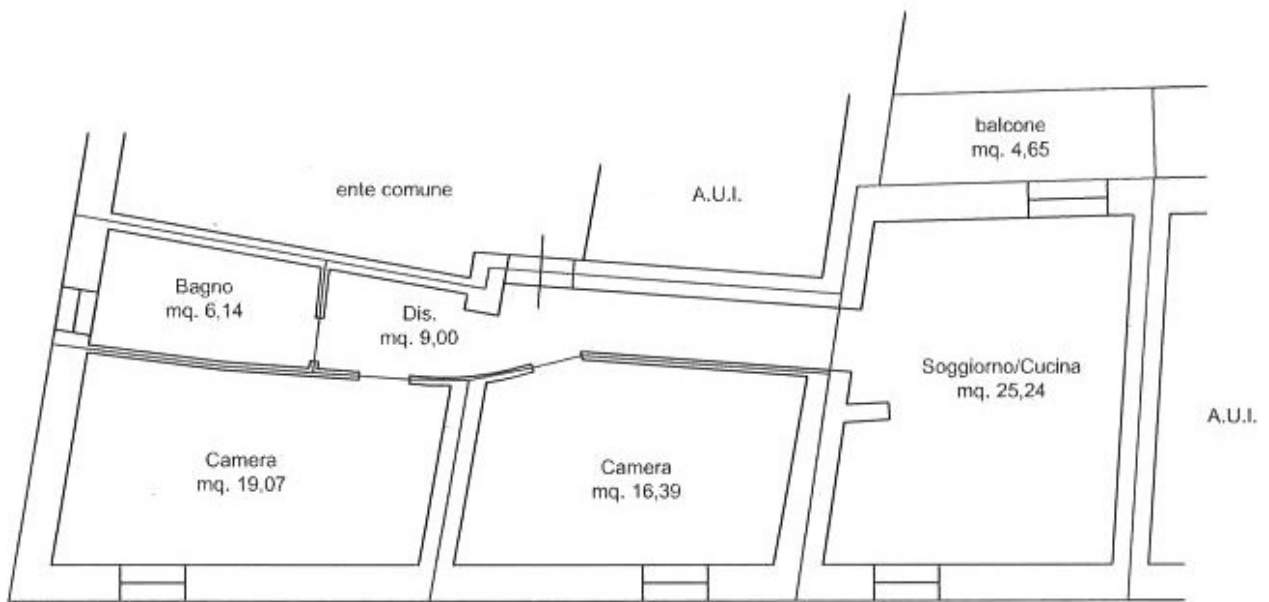 balcone
mq. 4,65
ente comune
A.U.I.
Bagno
mq. 6,14
Dis.
mq. 9,00
Soggiorno/Cucina
mq. 25,24
A.U.I.
Camera
mq. 19,07
Camera
mq. 16,39